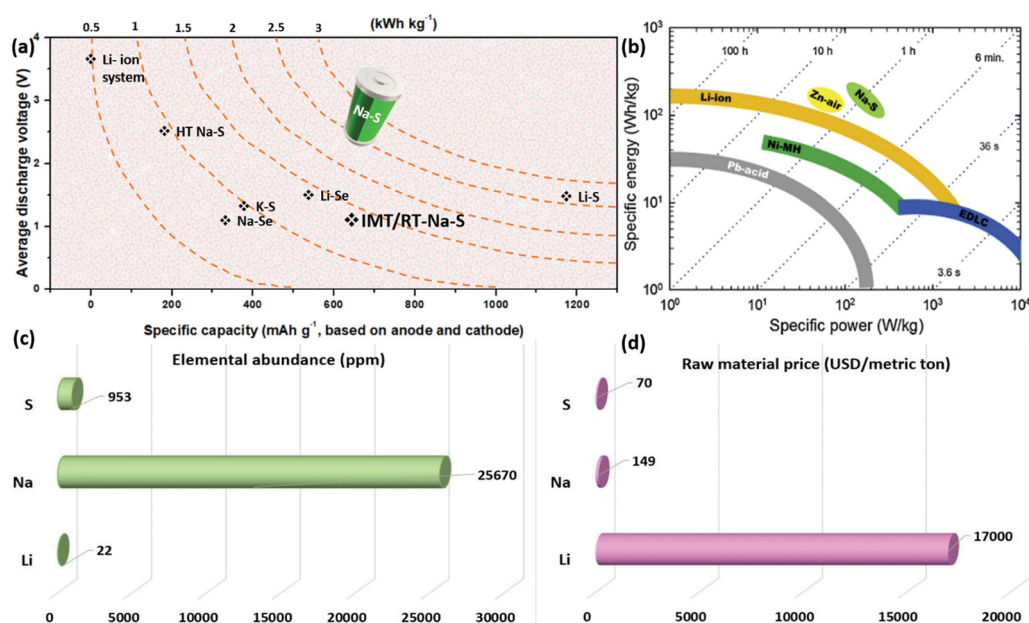 (a)
0.5 1 1.5 2 2.5 3 (kWh kg⁻¹)
Average discharge voltage (V)
4
3
2
1
0
Li- ion
system
HT Na-S
Na-S
K-S
Na-Se
Li-Se
IMT/RT-Na-S
Li-S
0 200 400 600 800 1000 1200
Specific capacity (mAh g⁻¹, based on anode and cathode)
(b)
Specific energy (Wh/kg)
10³
10²
10¹
10⁰
100 h
10 h
1 h
6 min.
36 s
3.6 s
Li-ion
Zn-air
Na-S
Ni-MH
Pb-acid
EDLC
10⁰ 10¹ 10² 10³ 10⁴
Specific power (W/kg)
(c)
Elemental abundance (ppm)
S
953
Na
25670
Li
22
0 5000 10000 15000 20000 25000 30000
(d)
Raw material price (USD/metric ton)
S
70
Na
149
Li
17000
0 5000 10000 15000 20000